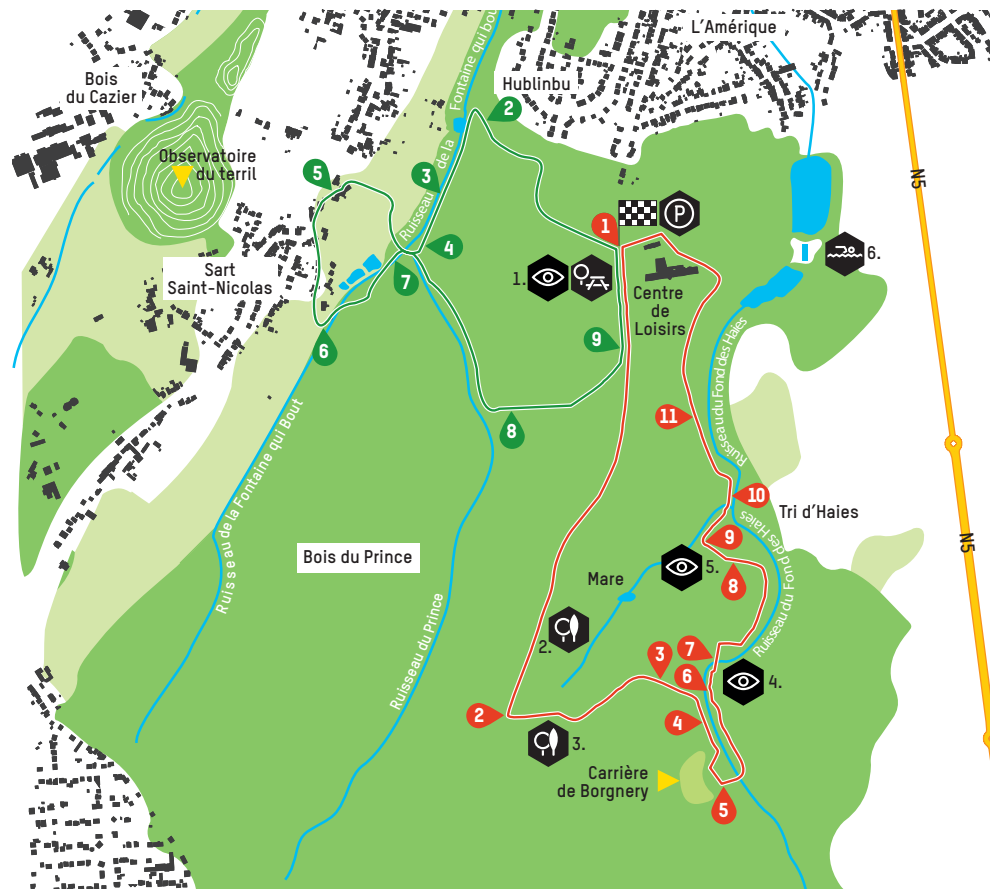 L'Amérique
Fontaine qui bou
Bois
du Cazier
Hublinbu
2
Observatoire
du terril
de la
5
3
N5
Ruisseau
P
1
4
6.
Sart
Saint-Nicolas
7
1.
Centre
de
Loisirs
6
9
Ruisseau du Fond des Haies
11
8
Ruisseau de la Fontaine qui Bout
10
Tri d'Haies
9
N5
Bois du Prince
5.
8
Mare
Ruisseau du Fond des Haies
2.
Ruisseau du Prince
3
7
6
4.
2
4
3.
Carrière
de Borgnery
5